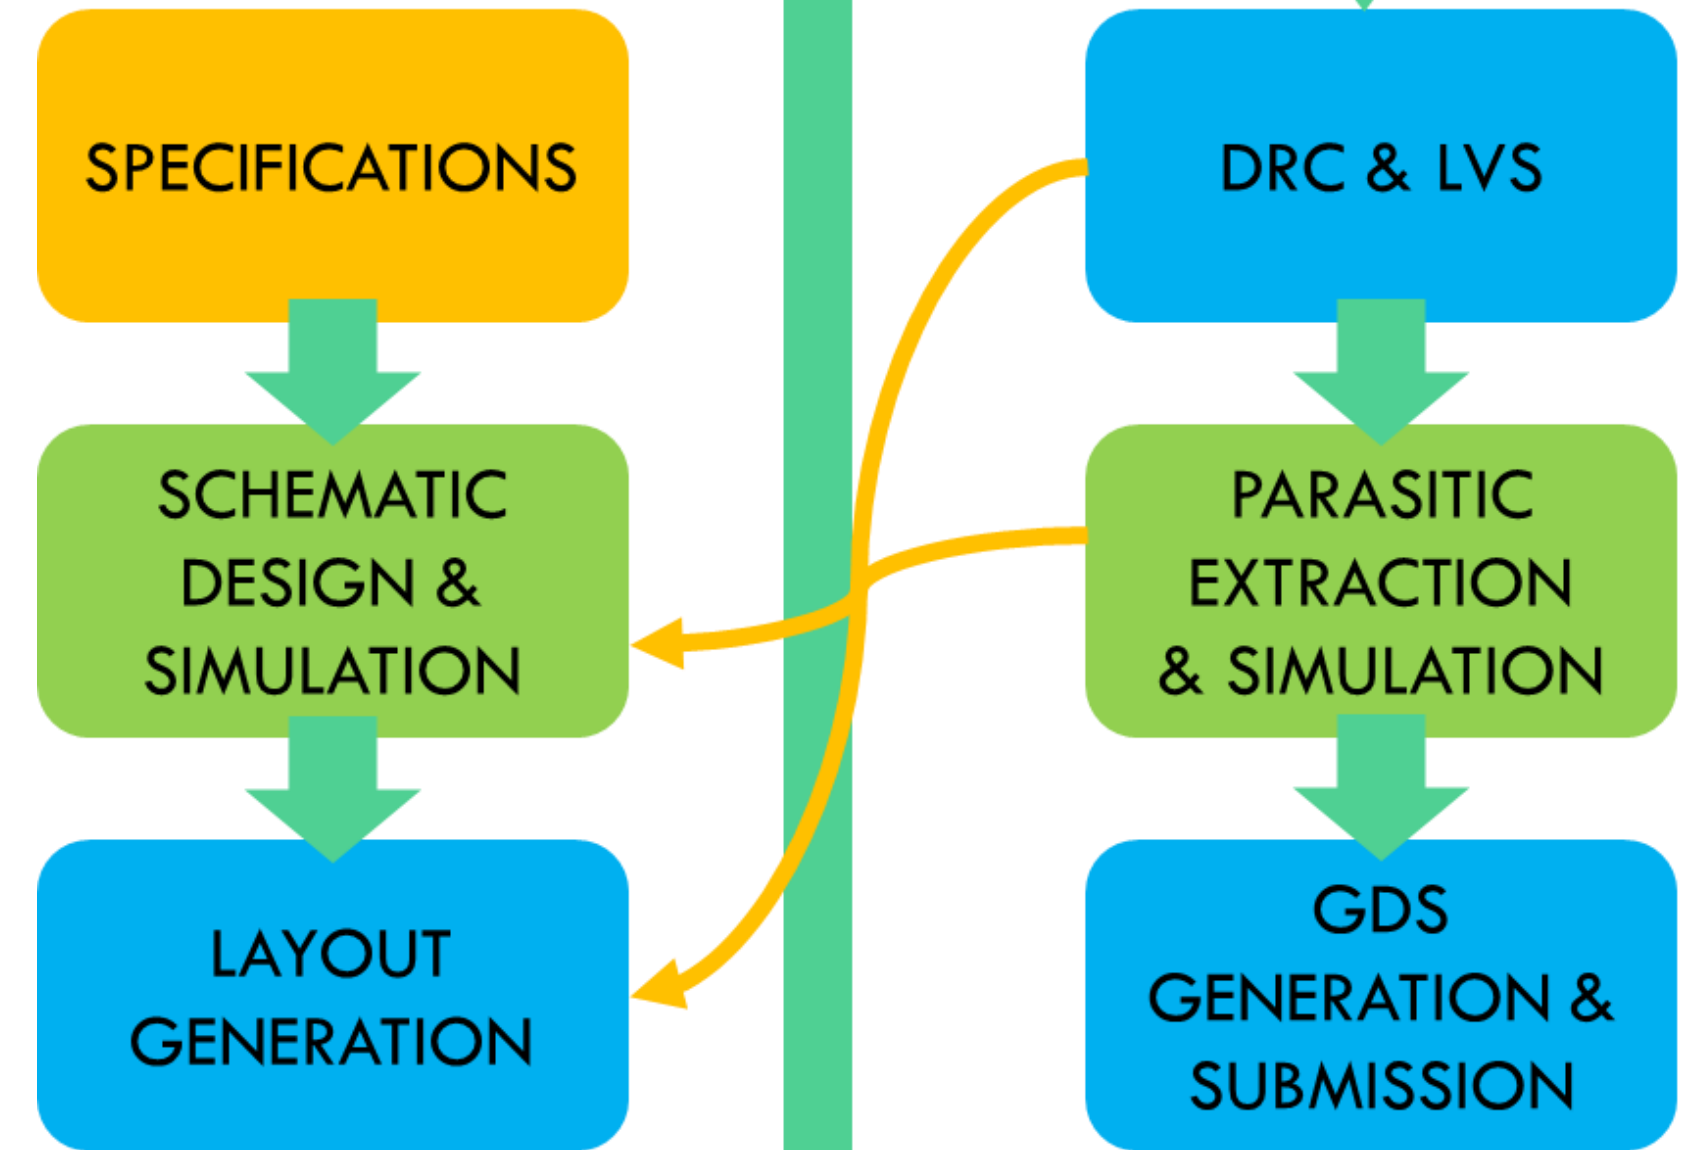 SPECIFICATIONS
SCHEMATIC
DESIGN &
SIMULATION
LAYOUT
GENERATION
DRC & LVS
PARASITIC
EXTRACTION
& SIMULATION
GDS
GENERATION &
SUBMISSION